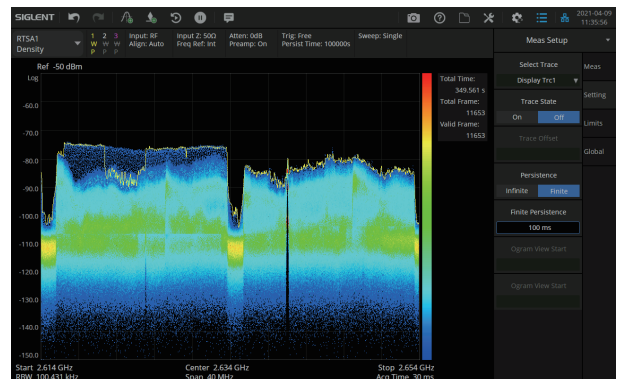 SIGLENT
2021-04-09
11:35:56
RTSA1
Density
1 2 3
W W W
P P P
Input: RF
Align: Auto
Input Z: 50Ω
Freq Ref: Int
Atten: 0dB
Preamp: On
Trig: Free
Persist Time: 100000s
Sweep: Single
Meas Setup
Ref -50 dBm
Log
-60.0
-70.0
-80.0
-90.0
-100.0
-110.0
-120.0
-130.0
-140.0
-150.0
Total Time:
349.561 s
Total Frame:
11653
Valid Frame:
11653
Start 2.614 GHz
Center 2.634 GHz
Stop 2.654 GHz
RBW 100.431 kHz
Span 40 MHz
Acq Time 30 ms
Select Trace
Display Trc1
Trace State
On Off
Trace Offset
Persistence
Infinite Finite
Finite Persistence
100 ms
Ogram View Start
Ogram View Start
Meas
Setting
Limits
Global